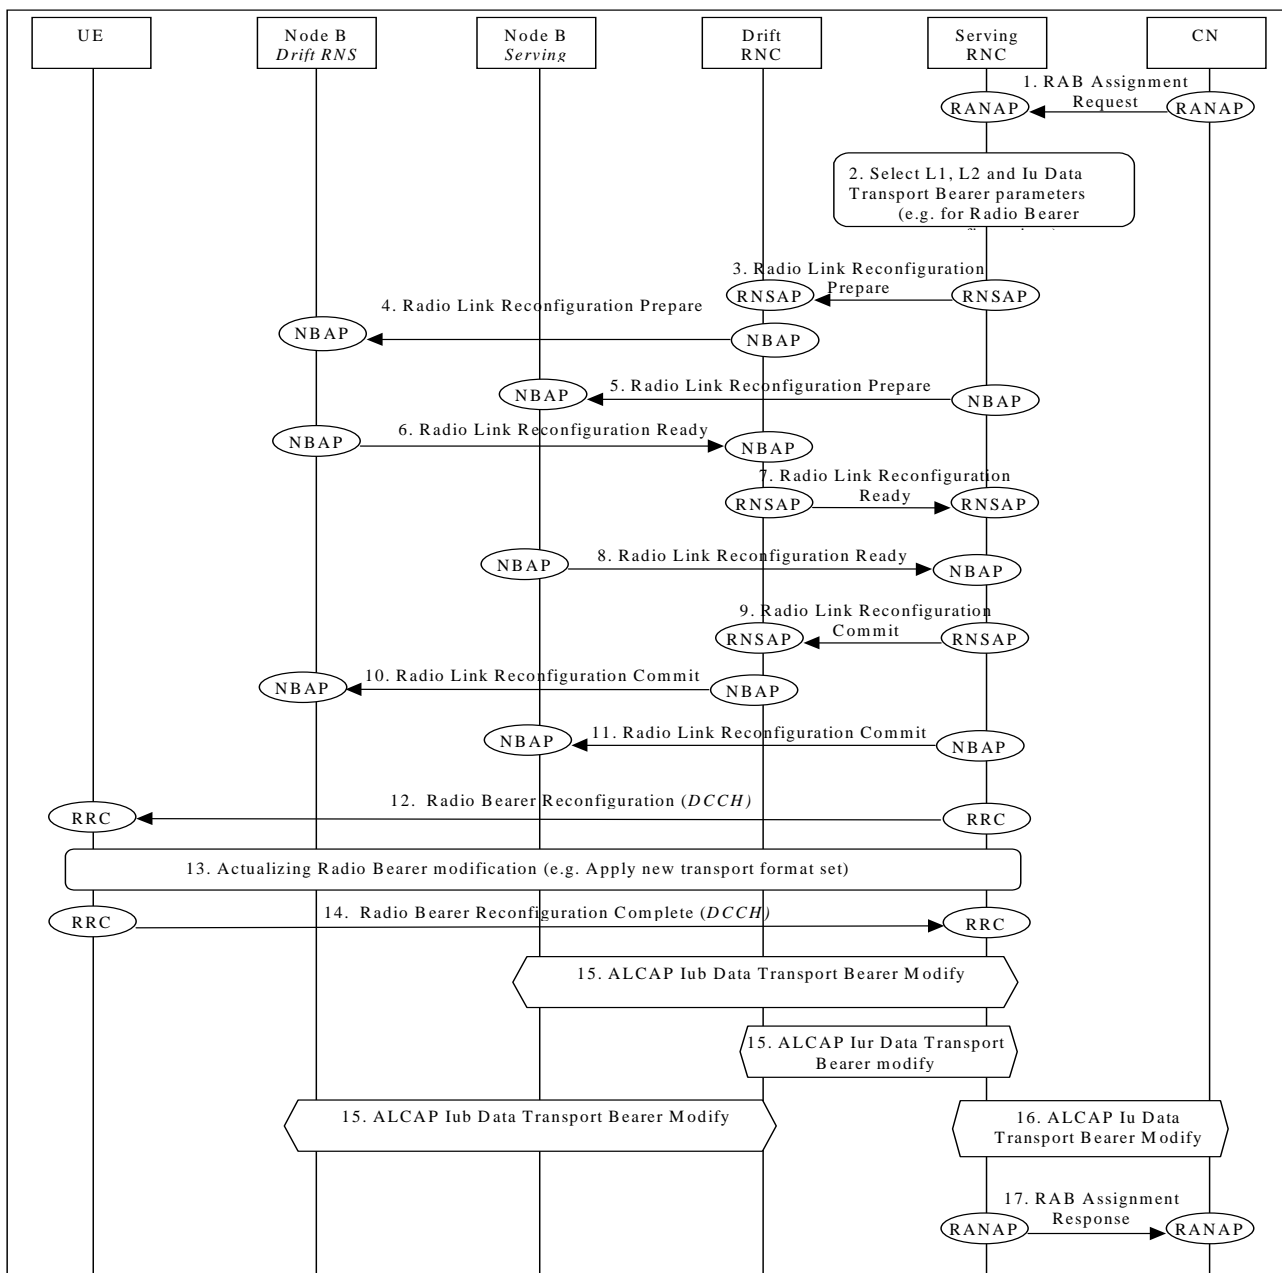 UE
Node B
Drift RNS
Node B
Serving
Drift
RNC
Serving
RNC
CN
1. RAB Assignment
Request
RANAP
RANAP
2. Select L1, L2 and Iu Data
Transport Bearer parameters
(e.g. for Radio Bearer
3. Radio Link Reconfiguration
Prepare
RNSAP
RNSAP
4. Radio Link Reconfiguration Prepare
NBAP
NBAP
5. Radio Link Reconfiguration Prepare
NBAP
NBAP
6. Radio Link Reconfiguration Ready
NBAP
NBAP
7. Radio Link Reconfiguration
Ready
RNSAP
RNSAP
8. Radio Link Reconfiguration Ready
NBAP
NBAP
9. Radio Link Reconfiguration
Commit
RNSAP
RNSAP
10. Radio Link Reconfiguration Commit
NBAP
NBAP
11. Radio Link Reconfiguration Commit
NBAP
NBAP
12. Radio Bearer Reconfiguration (DCCH)
RRC
RRC
13. Actualizing Radio Bearer modification (e.g. Apply new transport format set)
14. Radio Bearer Reconfiguration Complete (DCCH)
RRC
RRC
15. ALCAP Iub Data Transport Bearer Modify
15. ALCAP Iur Data Transport
Bearer modify
15. ALCAP Iub Data Transport Bearer Modify
16. ALCAP Iu Data
Transport Bearer Modify
17. RAB Assignment
Response
RANAP
RANAP